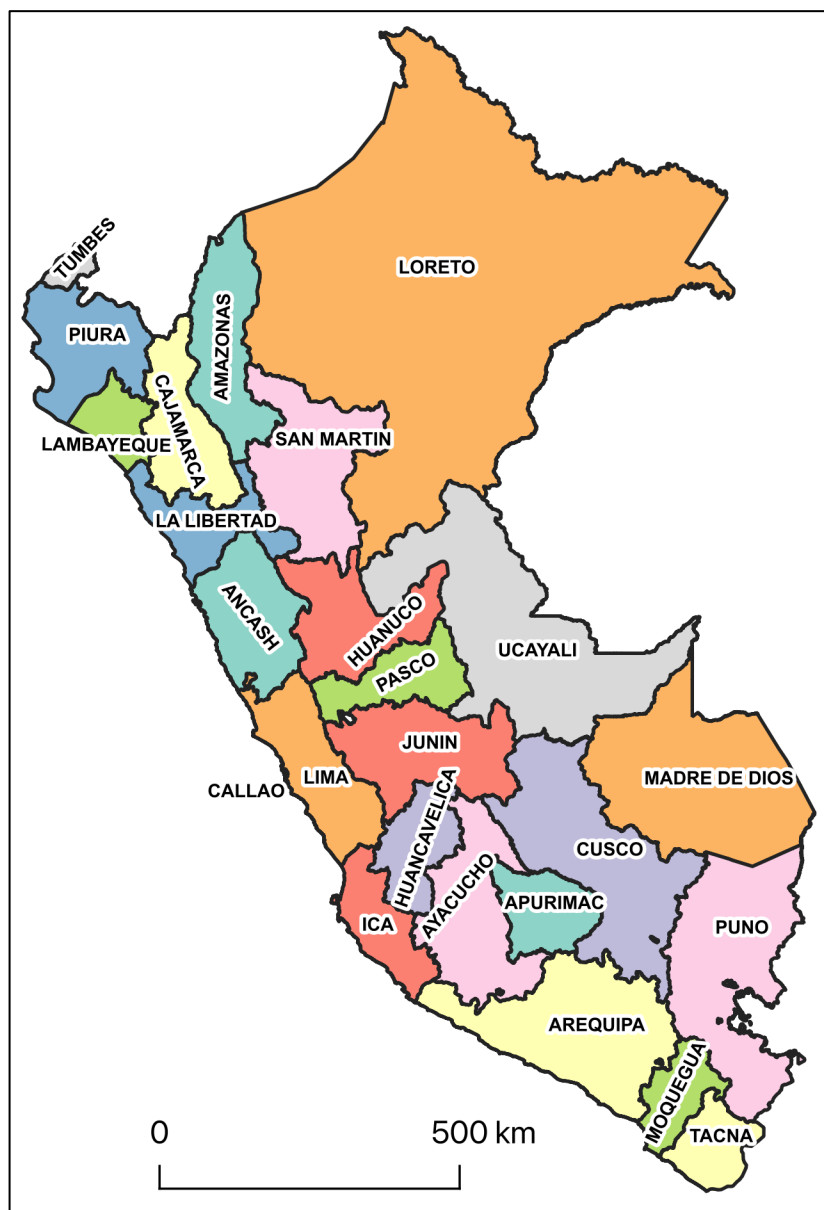 TUMBES
LORETO
PIURA
AMAZONAS
CAJAMARCA
LAMBAYEQUE
SAN MARTIN
LA LIBERTAD
ANCASH
HUANUCO
UCAYALI
PASCO
JUNIN
LIMA
MADRE DE DIOS
CALLAO
HUANCAVELICA
CUSCO
AYACUCHO
APURIMAC
ICA
PUNO
AREQUIPA
MOQUEGUA
TACNA
0 500 km